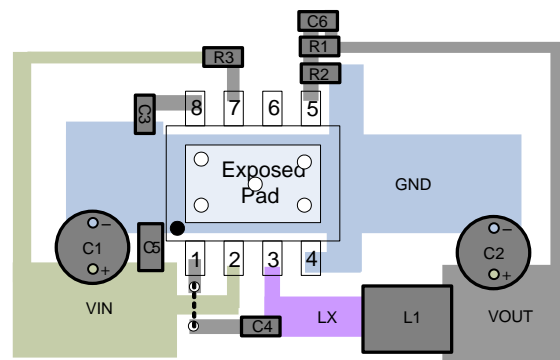 C6
R1
R3
R2
C3
8 7 6 5
Exposed
Pad
GND
C1
− +
C5
1 2 3 4
C2
− +
VIN
C4
LX
L1
VOUT